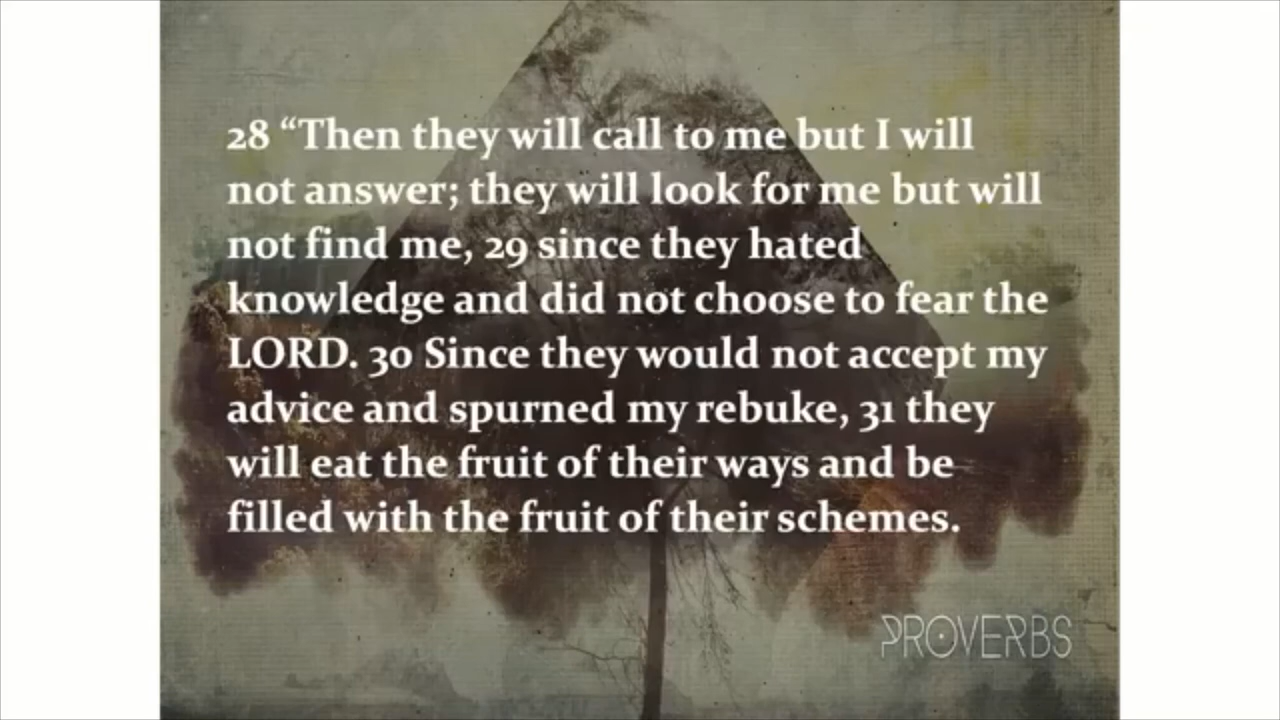 28 “Then they will call to me but I will
not answer; they will look for me but will
not find me, 29 since they hated
knowledge and did not choose to fear the
LORD. 30 Since they would not accept my
advice and spurned my rebuke, 31 they
will eat the fruit of their ways and be
filled with the fruit of their schemes.
PROVERBS